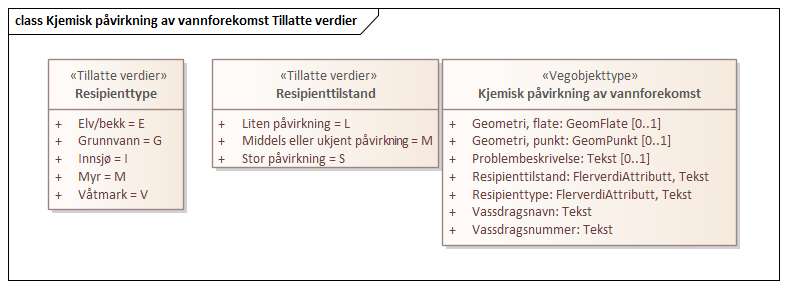 class Kjemisk påvirkning av vannforekomst Tillatte verdier
«Tillatte verdier»
Resipienttype
+ Elv/bekk = E
+ Grunnvann = G
+ Innsjø = I
+ Myr = M
+ Våtmark = V
«Tillatte verdier»
Resipienttilstand
+ Liten påvirkning = L
+ Middels eller ukjent påvirkning = M
+ Stor påvirkning = S
«Vegobjekttype»
Kjemisk påvirkning av vannforekomst
+ Geometri, flate: GeomFlate [0..1]
+ Geometri, punkt: GeomPunkt [0..1]
+ Problembeskrivelse: Tekst [0..1]
+ Resipienttilstand: FlerverdiAttributt, Tekst
+ Resipienttype: FlerverdiAttributt, Tekst
+ Vassdragsnavn: Tekst
+ Vassdragsnummer: Tekst